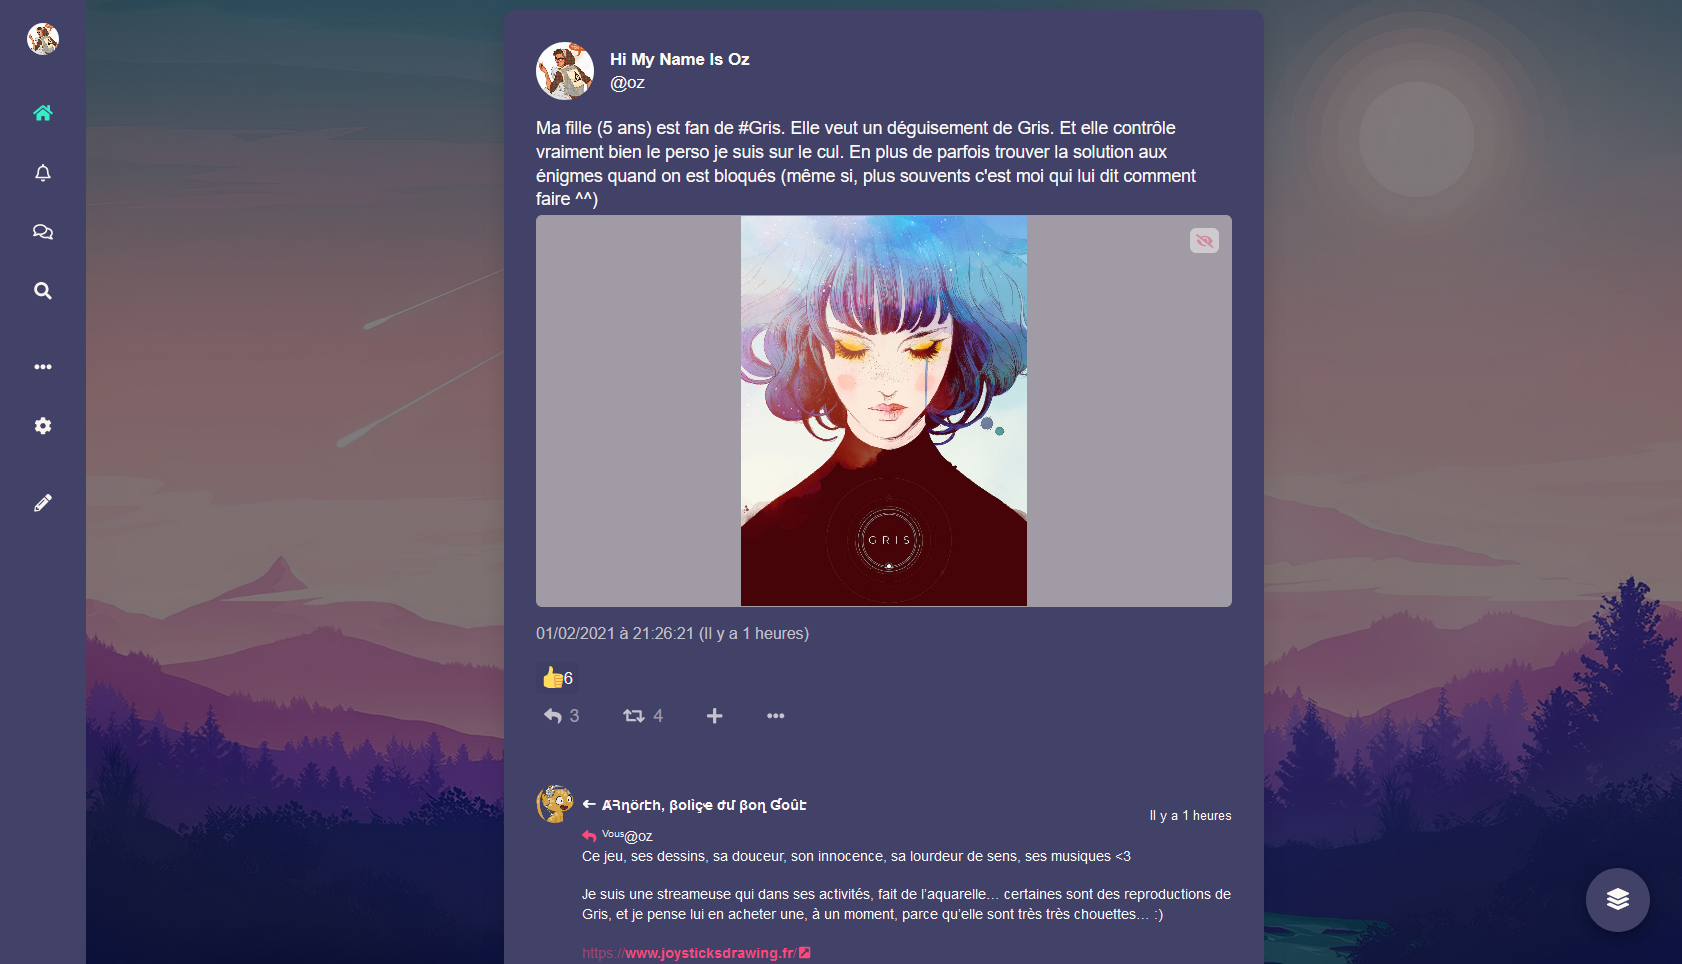 Hi My Name Is Oz
@oz
Ma fille (5 ans) est fan de #Gris. Elle veut un déguisement de Gris. Et elle contrôle
vraiment bien le perso je suis sur le cul. En plus de parfois trouver la solution aux
énigmes quand on est bloqués (même si, plus souvents c'est moi qui lui dit comment
faire ^^)
GRIS
01/02/2021 à 21:26:21 (Il y a 1 heures)
👍6
3 4
Il y a 1 heures
Vous@oz
Ce jeu, ses dessins, sa douceur, son innocence, sa lourdeur de sens, ses musiques <3
Je suis une streameuse qui dans ses activités, fait de l’aquarelle… certaines sont des reproductions de
Gris, et je pense lui en acheter une, à un moment, parce qu’elle sont très très chouettes… :)
https://www.joysticksdrawing.fr/